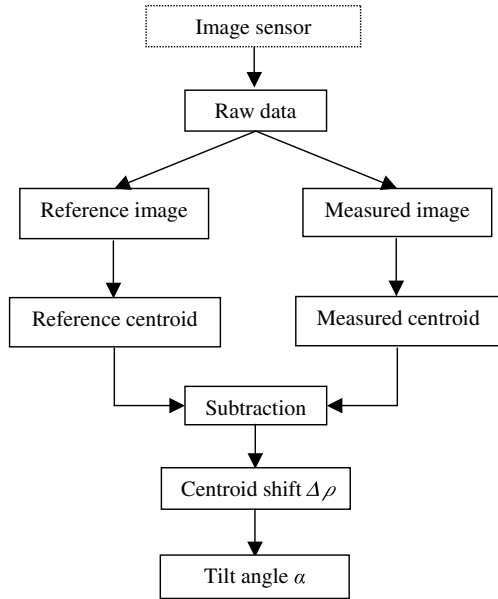 Image sensor
Raw data
Reference image
Measured image
Reference centroid
Measured centroid
Subtraction
Centroid shift Δρ
Tilt angle α